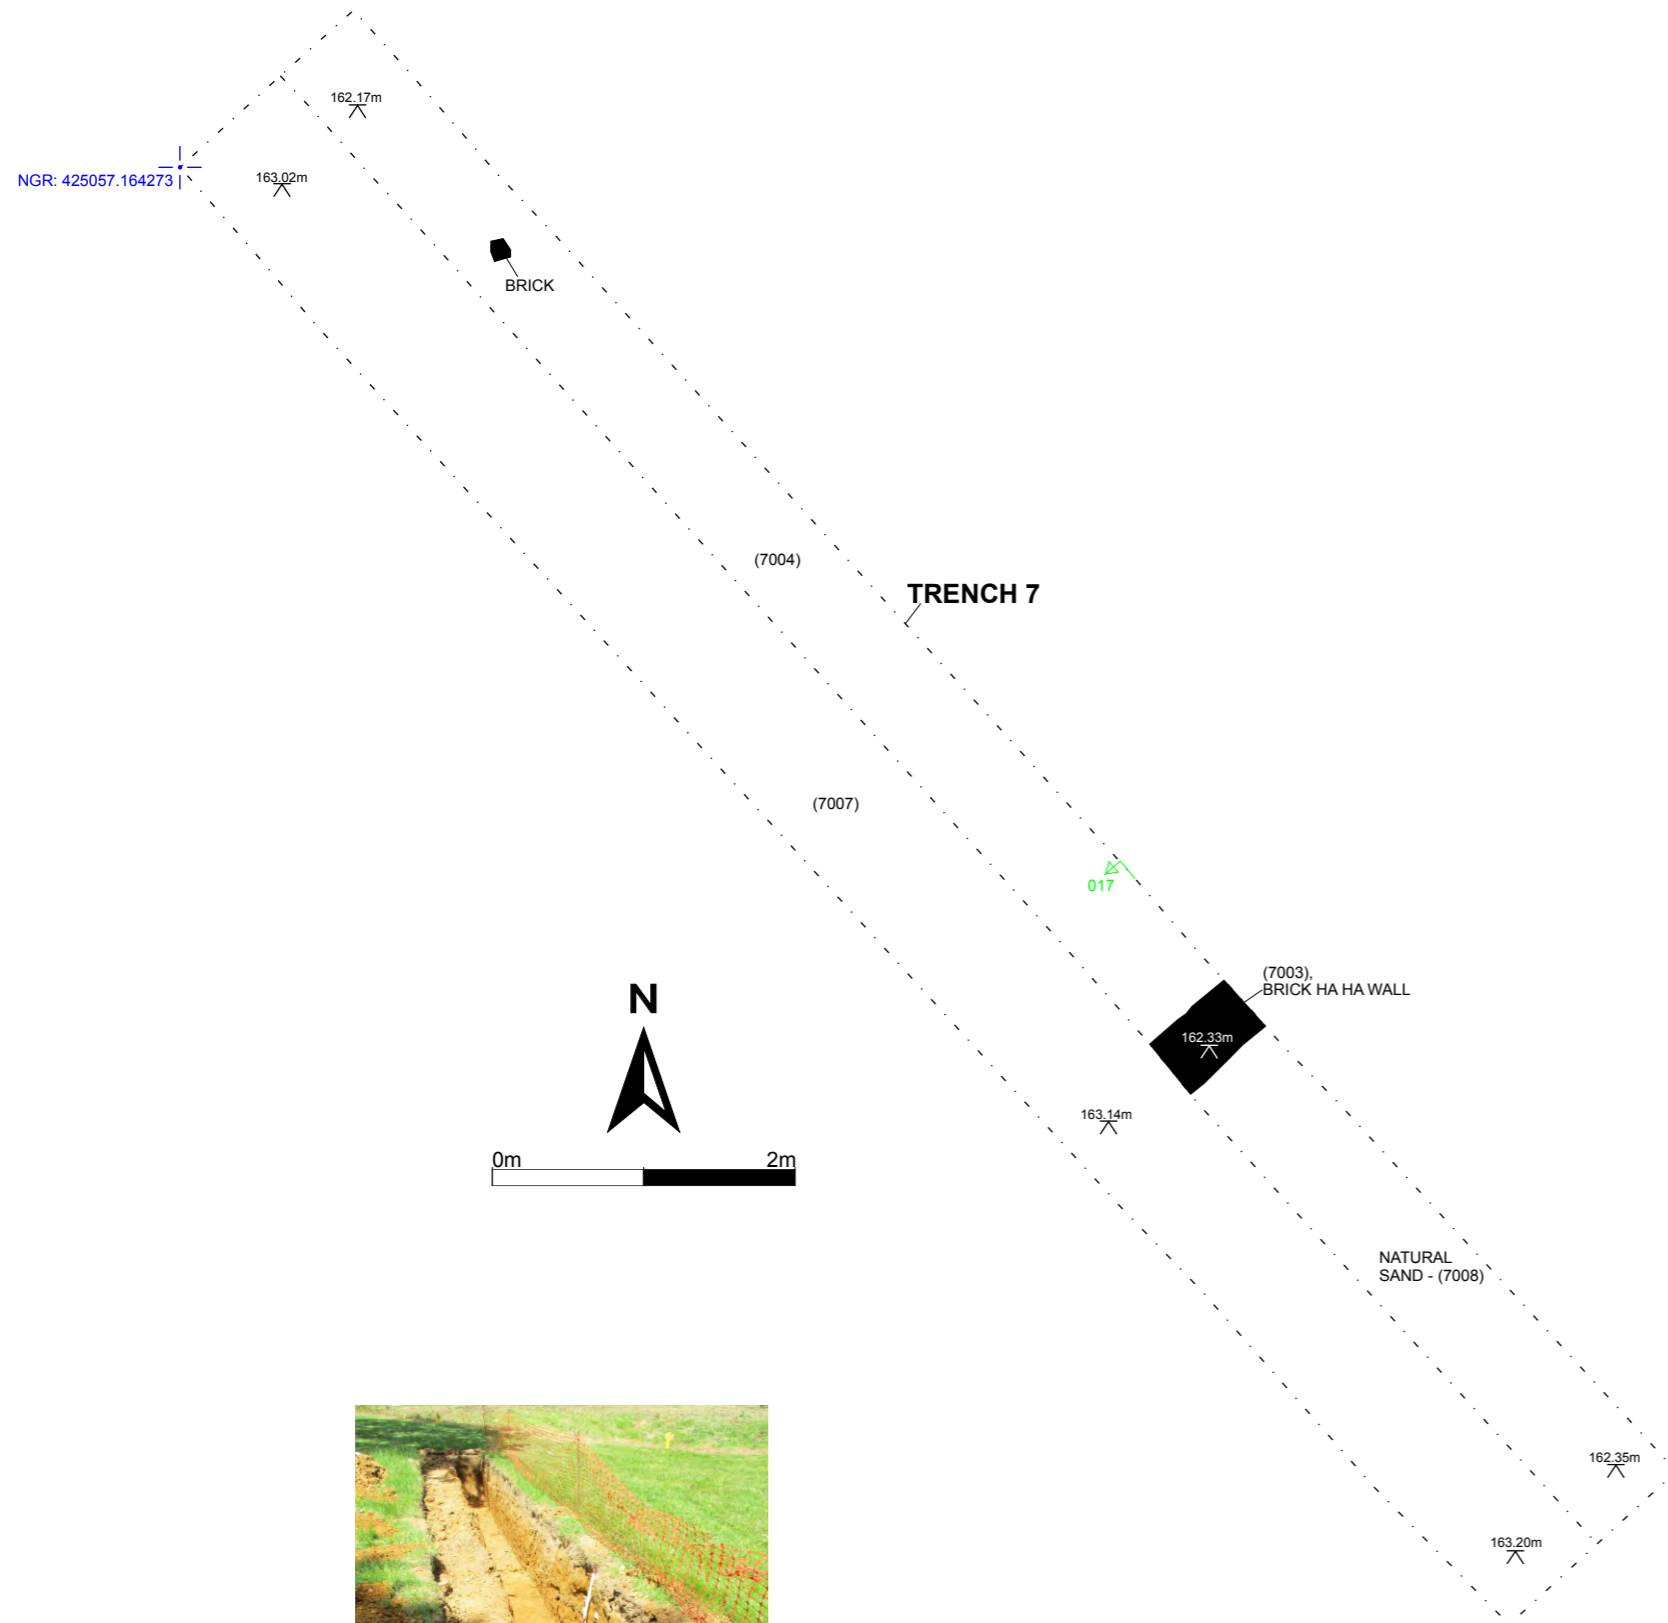 162.17m
NGR: 425057.164273
163.02m
BRICK
(7004)
TRENCH 7
(7007)
017
(7003),
BRICK HA HA WALL
N
162.33m
163.14m
0m 2m
NATURAL
SAND - (7008)
162.35m
163.20m